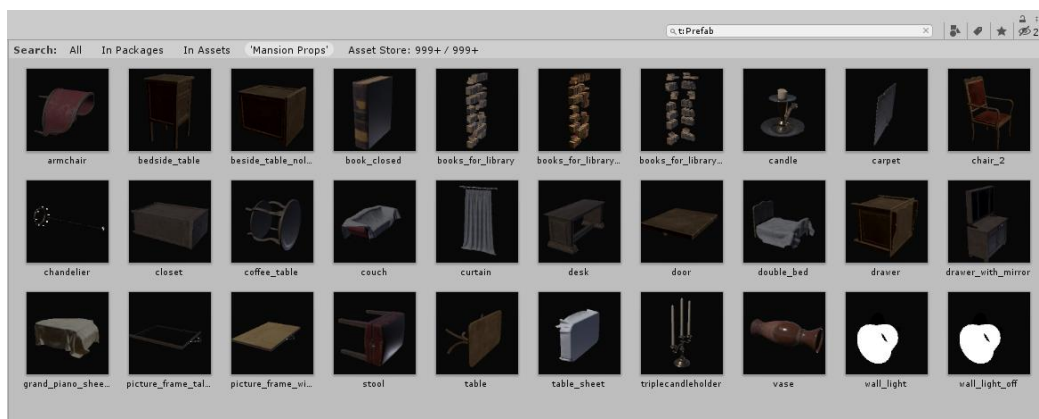 t:Prefab
2
Search: All In Packages In Assets 'Mansion Props' Asset Store: 999+ / 999+
armchair bedside_table beside_table_nol... book_closed books_for_library books_for_library... books_for_library... candle carpet chair_2
chandelier closet coffee_table couch curtain desk door double_bed drawer drawer_with_mirror
grand_piano_shee... picture_frame_tal... picture_frame_wi... stool table table_sheet triplecandleholder vase wall_light wall_light_off